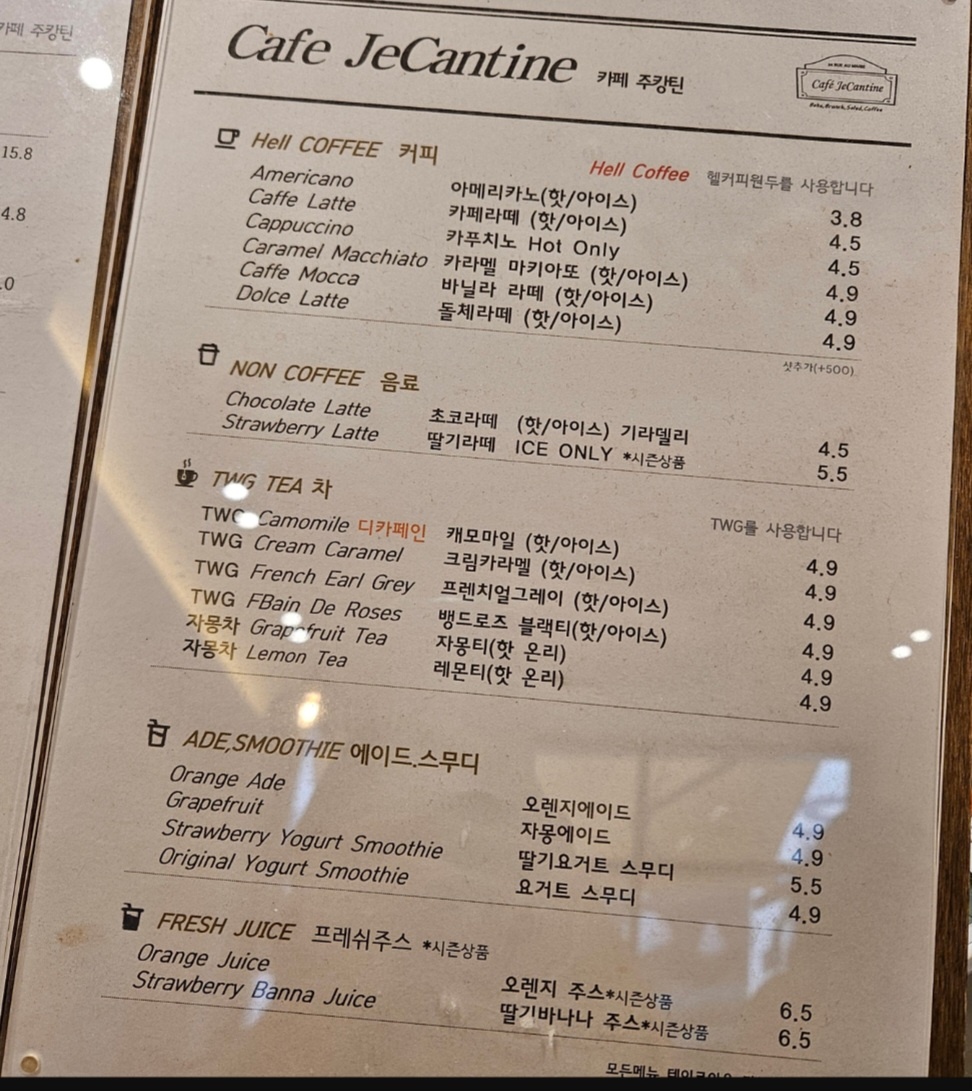 카페 주캉틴
15.8
4.8
.0
Cafe JeCantine 카페 주캉틴
Café JeCantine
Hell COFFEE 커피
Hell Coffee 헬커피원두를 사용합니다
Americano 아메리카노(핫/아이스) 3.8
Caffe Latte 카페라떼 (핫/아이스) 4.5
Cappuccino 카푸치노 Hot Only 4.5
Caramel Macchiato 카라멜 마키아또 (핫/아이스) 4.9
Caffe Mocca 바닐라 라떼 (핫/아이스) 4.9
Dolce Latte 돌체라떼 (핫/아이스) 4.9
샷추가(+500)
NON COFFEE 음료
Chocolate Latte 초코라떼 (핫/아이스) 기라델리 4.5
Strawberry Latte 딸기라떼 ICE ONLY *시즌상품 5.5
TWG TEA 차
TWG를 사용합니다
TWG Camomile 디카페인 캐모마일 (핫/아이스) 4.9
TWG Cream Caramel 크림카라멜 (핫/아이스) 4.9
TWG French Earl Grey 프렌치얼그레이 (핫/아이스) 4.9
TWG FBain De Roses 뱅드로즈 블랙티(핫/아이스) 4.9
자몽차 Grapefruit Tea 자몽티(핫 온리) 4.9
자몽차 Lemon Tea 레몬티(핫 온리) 4.9
ADE,SMOOTHIE 에이드.스무디
Orange Ade 오렌지에이드 4.9
Grapefruit 자몽에이드 4.9
Strawberry Yogurt Smoothie 딸기요거트 스무디 5.5
Original Yogurt Smoothie 요거트 스무디 4.9
FRESH JUICE 프레쉬주스 *시즌상품
Orange Juice 오렌지 주스*시즌상품 6.5
Strawberry Banna Juice 딸기바나나 주스*시즌상품 6.5
모든메뉴